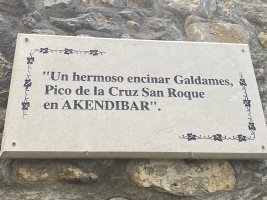 "Un hermoso encinar Galdames,
Pico de la Cruz San Roque
en AKENDIBAR".